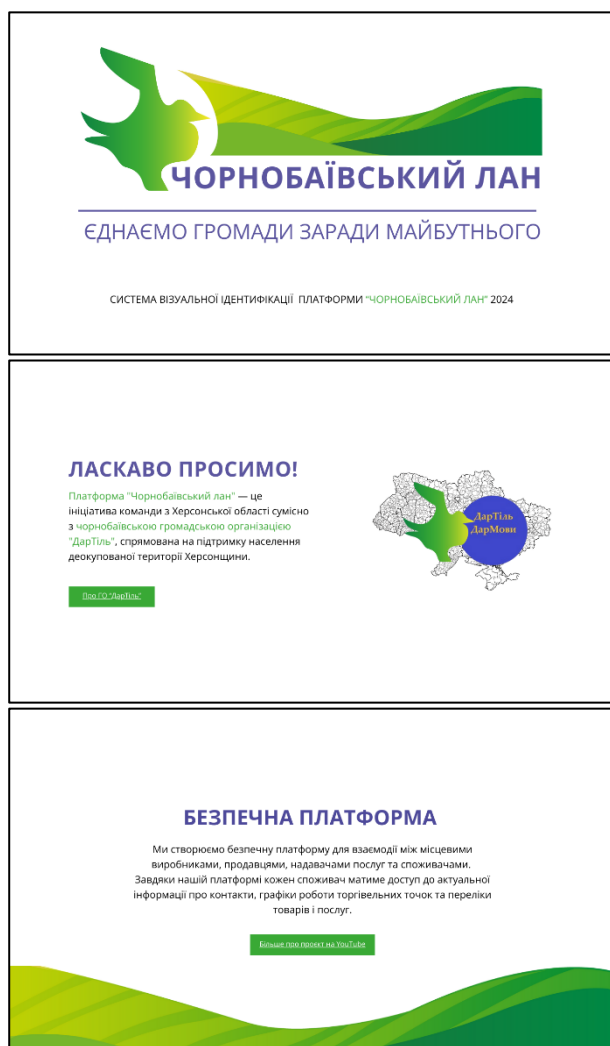 ЧОРНОБАЇВСЬКИЙ ЛАН
ЄДНАЄМО ГРОМАДИ ЗАРАДИ МАЙБУТНЬОГО
СИСТЕМА ВІЗУАЛЬНОЇ ІДЕНТИФІКАЦІЇ ПЛАТФОРМИ "ЧОРНОБАЇВСЬКИЙ ЛАН" 2024
ЛАСКАВО ПРОСИМО!
Платформа "Чорнобаївський лан" — це
ініціатива команди з Херсонської області сумісно
з чорнобаївською громадською організацією
"ДарТіль", спрямована на підтримку населення
деокупованої території Херсонщини.
Про ГО "ДарТіль"
ДарТіль
ДарМови
БЕЗПЕЧНА ПЛАТФОРМА
Ми створюємо безпечну платформу для взаємодії між місцевими
виробниками, продавцями, надавачами послуг та споживачами.
Завдяки нашій платформі кожен споживач матиме доступ до актуальної
інформації про контакти, графіки роботи торгівельних точок та переліки
товарів і послуг.
Більше про проєкт на YouTube